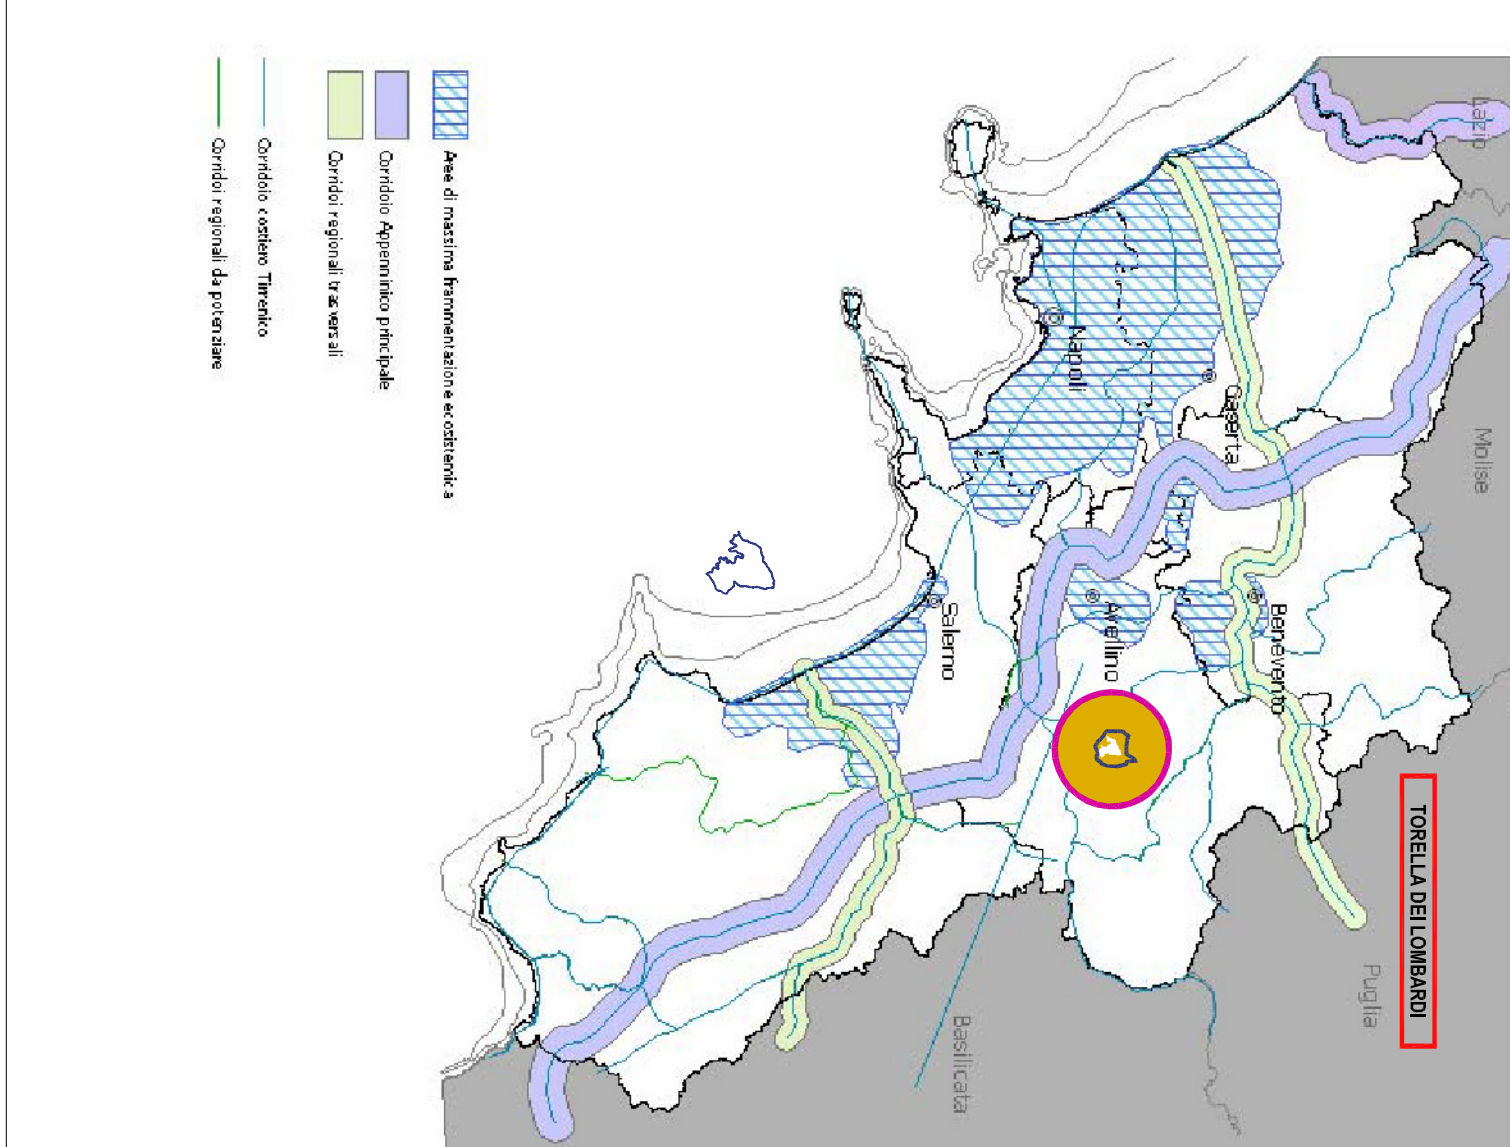 TORELLA DEI LOMBARDI
Lazio
Molise
Puglia
Basilicata
Caserta
Benevento
Napoli
Avellino
Salerno
Aree di massima frammentazione ecosistemica
Corridoio Appenninico principale
Corridoi regionali trasversali
Corridoio costiero Tirrenico
Corridoi regionali da potenziare